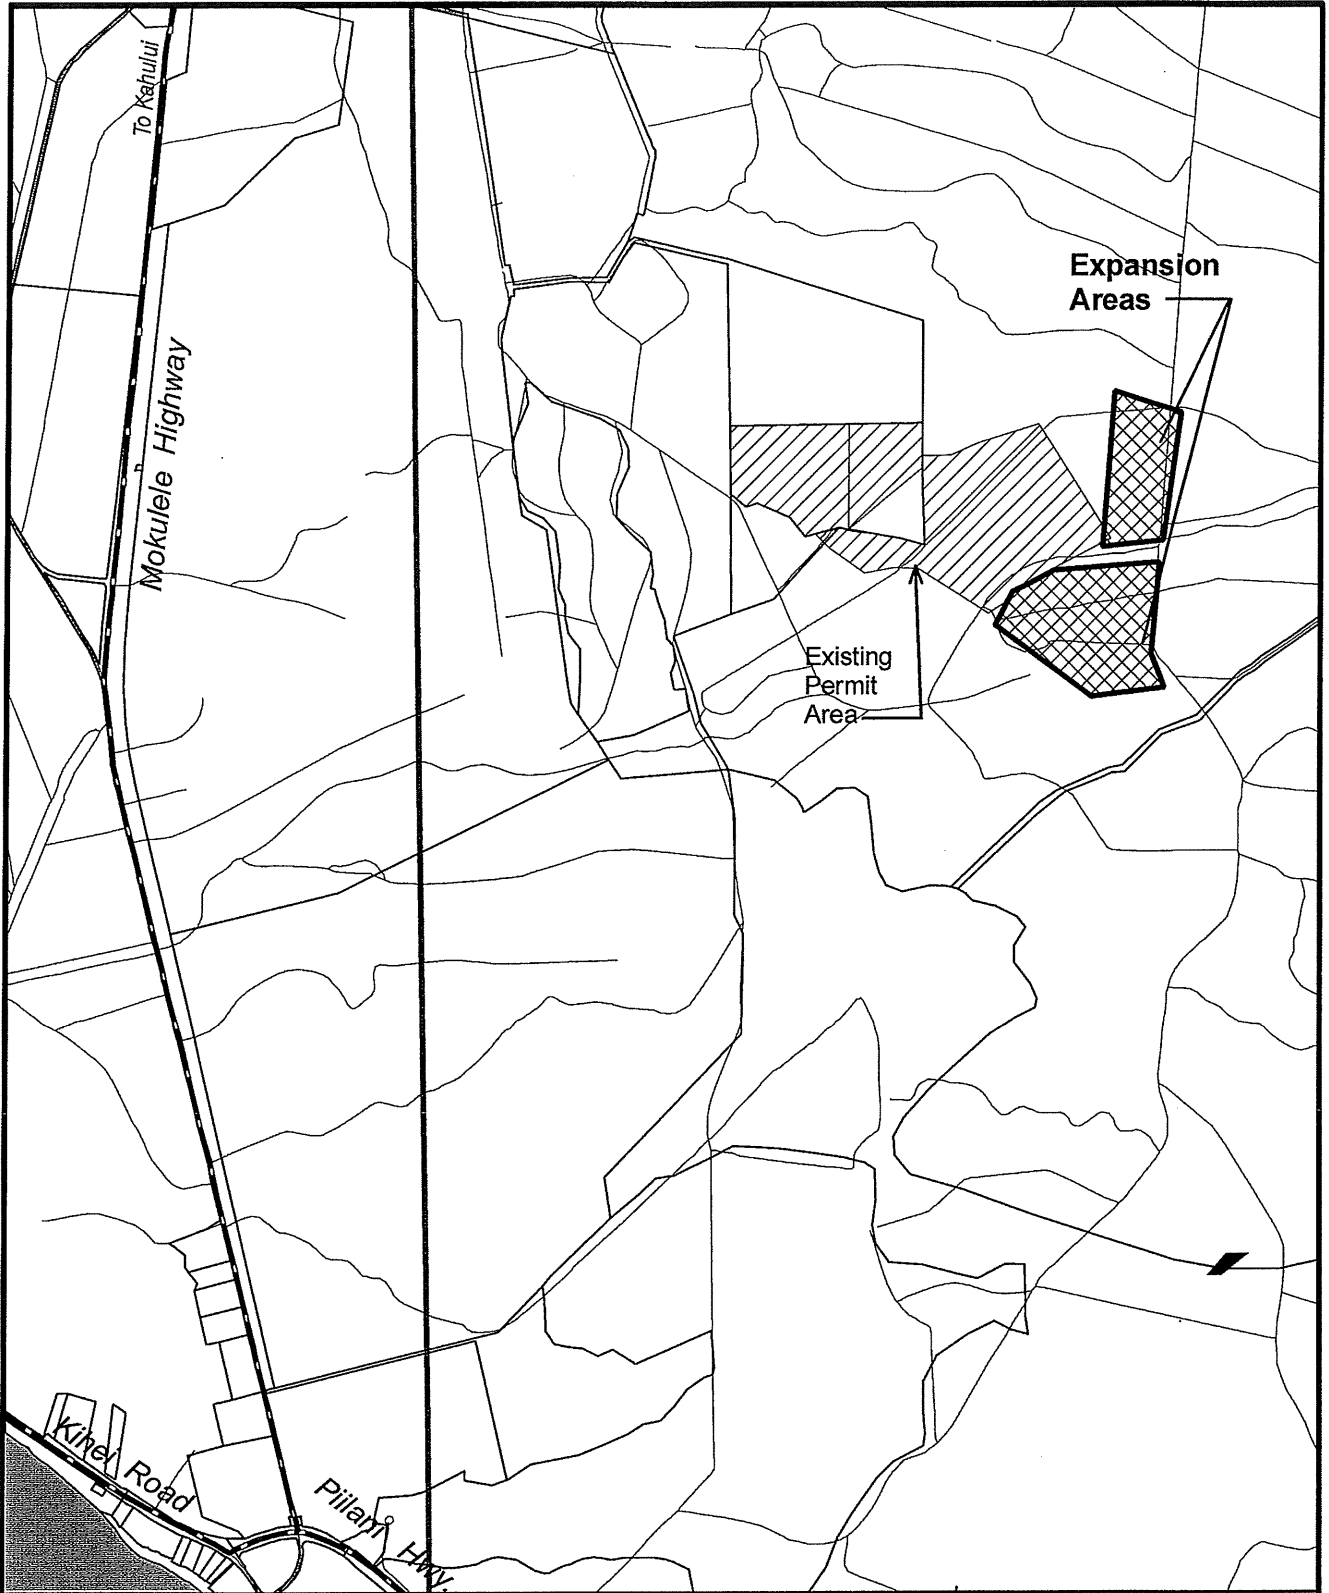 To Kahului
Expansion
Areas
Mokulele Highway
Existing
Permit
Area
Kihei Road
Piilani Hwy.